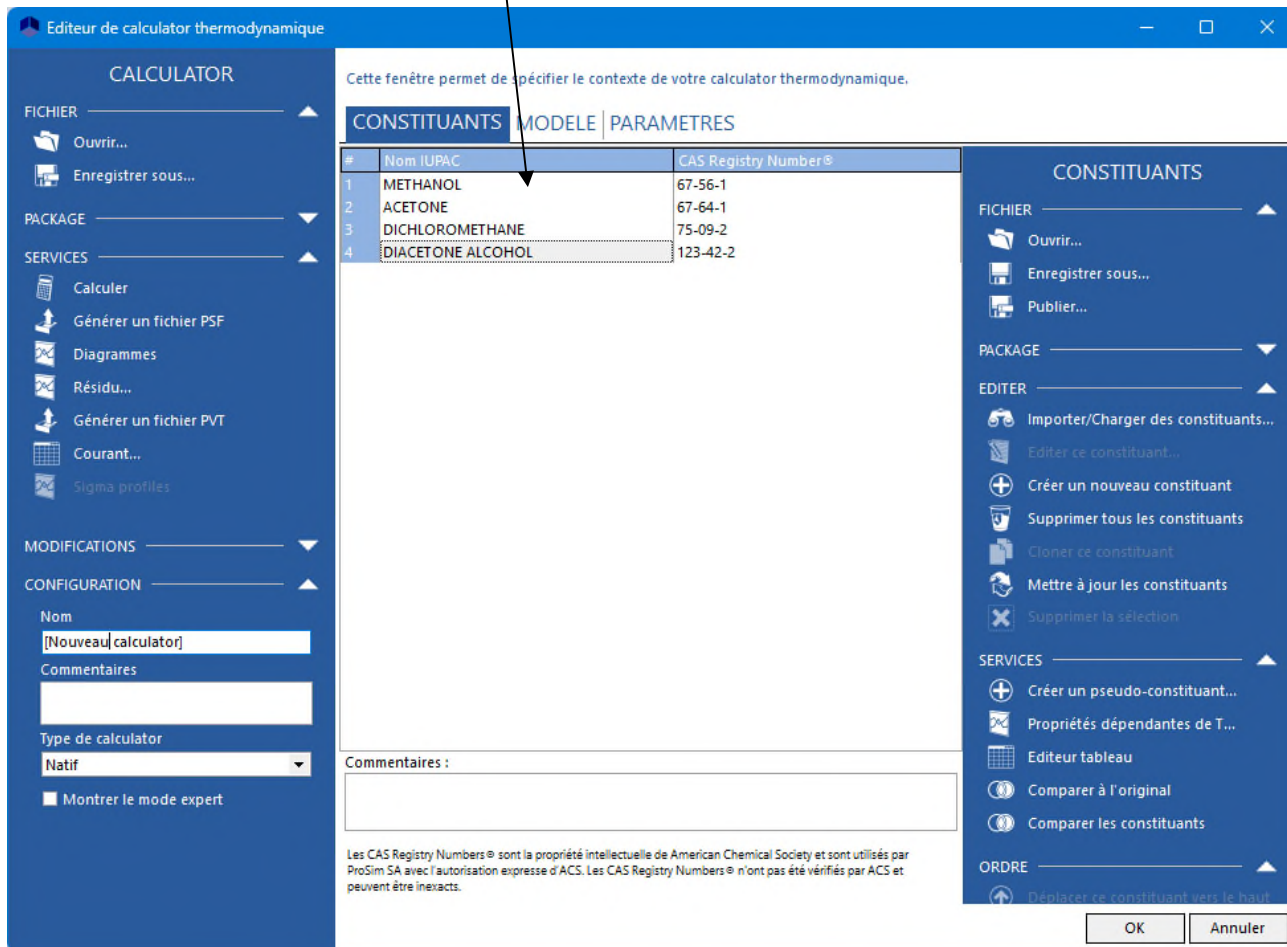 Editeur de calculator thermodynamique
CALCULATOR
FICHIER
Ouvrir...
Enregistrer sous...
PACKAGE
SERVICES
Calculer
Générer un fichier PSF
Diagrammes
Résidu...
Générer un fichier PVT
Courant...
Sigma profiles
MODIFICATIONS
CONFIGURATION
Nom
[Nouveau calculator]
Commentaires
Type de calculator
Natif
Montrer le mode expert
Cette fenêtre permet de spécifier le contexte de votre calculator thermodynamique.
CONSTITUANTS MODELE PARAMETRES
# Nom IUPAC CAS Registry Number®
1 METHANOL 67-56-1
2 ACETONE 67-64-1
3 DICHLOROMETHANE 75-09-2
4 DIACETONE ALCOHOL 123-42-2
Commentaires :
Les CAS Registry Numbers® sont la propriété intellectuelle de American Chemical Society et sont utilisés par
ProSim SA avec l'autorisation expresse d'ACS. Les CAS Registry Numbers® n'ont pas été vérifiés par ACS et
peuvent être inexacts.
CONSTITUANTS
FICHIER
Ouvrir...
Enregistrer sous...
Publier...
PACKAGE
EDITER
Importer/Charger des constituants...
Editer ce constituant...
Créer un nouveau constituant
Supprimer tous les constituants
Cloner ce constituant
Mettre à jour les constituants
Supprimer la sélection
SERVICES
Créer un pseudo-constituant...
Propriétés dépendantes de T...
Editeur tableau
Comparer à l'original
Comparer les constituants
ORDRE
Déplacer ce constituant vers le haut
OK Annuler